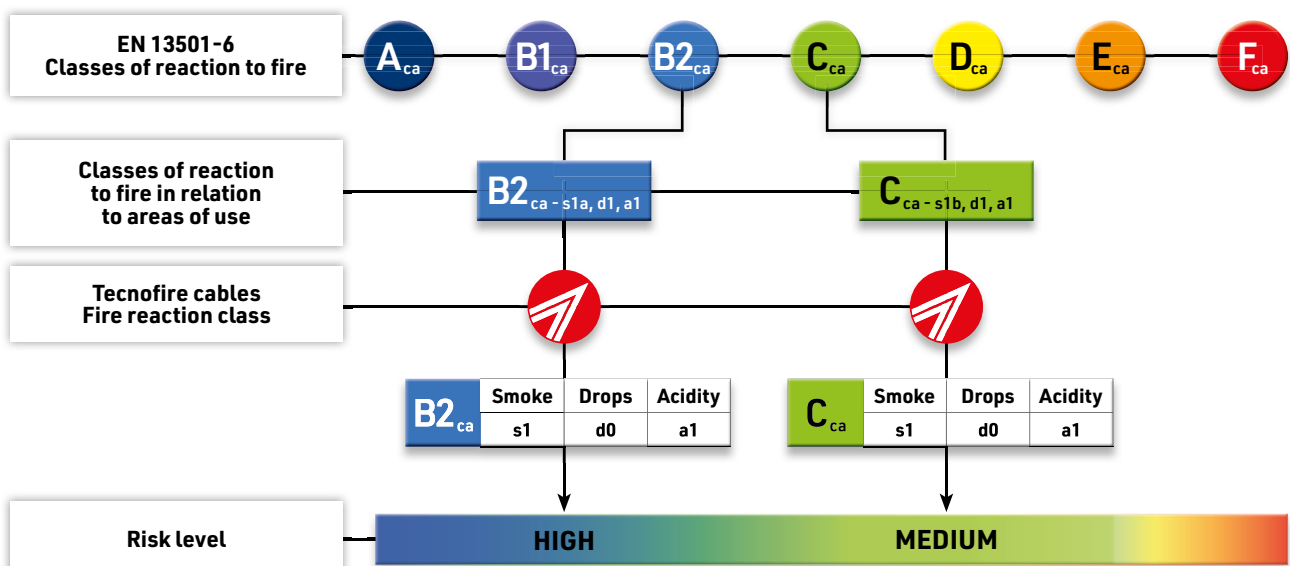 EN 13501-6
Classes of reaction to fire
Aca
B1ca
B2ca
Cca
Dca
Eca
Fca
Classes of reaction
to fire in relation
to areas of use
B2ca - s1a, d1, a1
Cca - s1b, d1, a1
Tecnofire cables
Fire reaction class
B2ca
Smoke Drops Acidity
s1 d0 a1
Cca
Smoke Drops Acidity
s1 d0 a1
Risk level
HIGH
MEDIUM